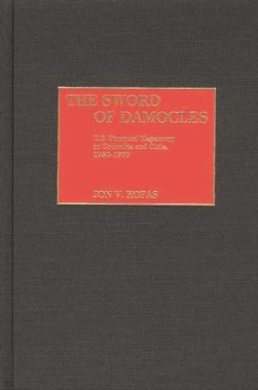 THE SWORD
OF DAMOCLES
U.S. Financial Hegemony
in Colombia and Chile,
1950-1970
JON V. KOFAS